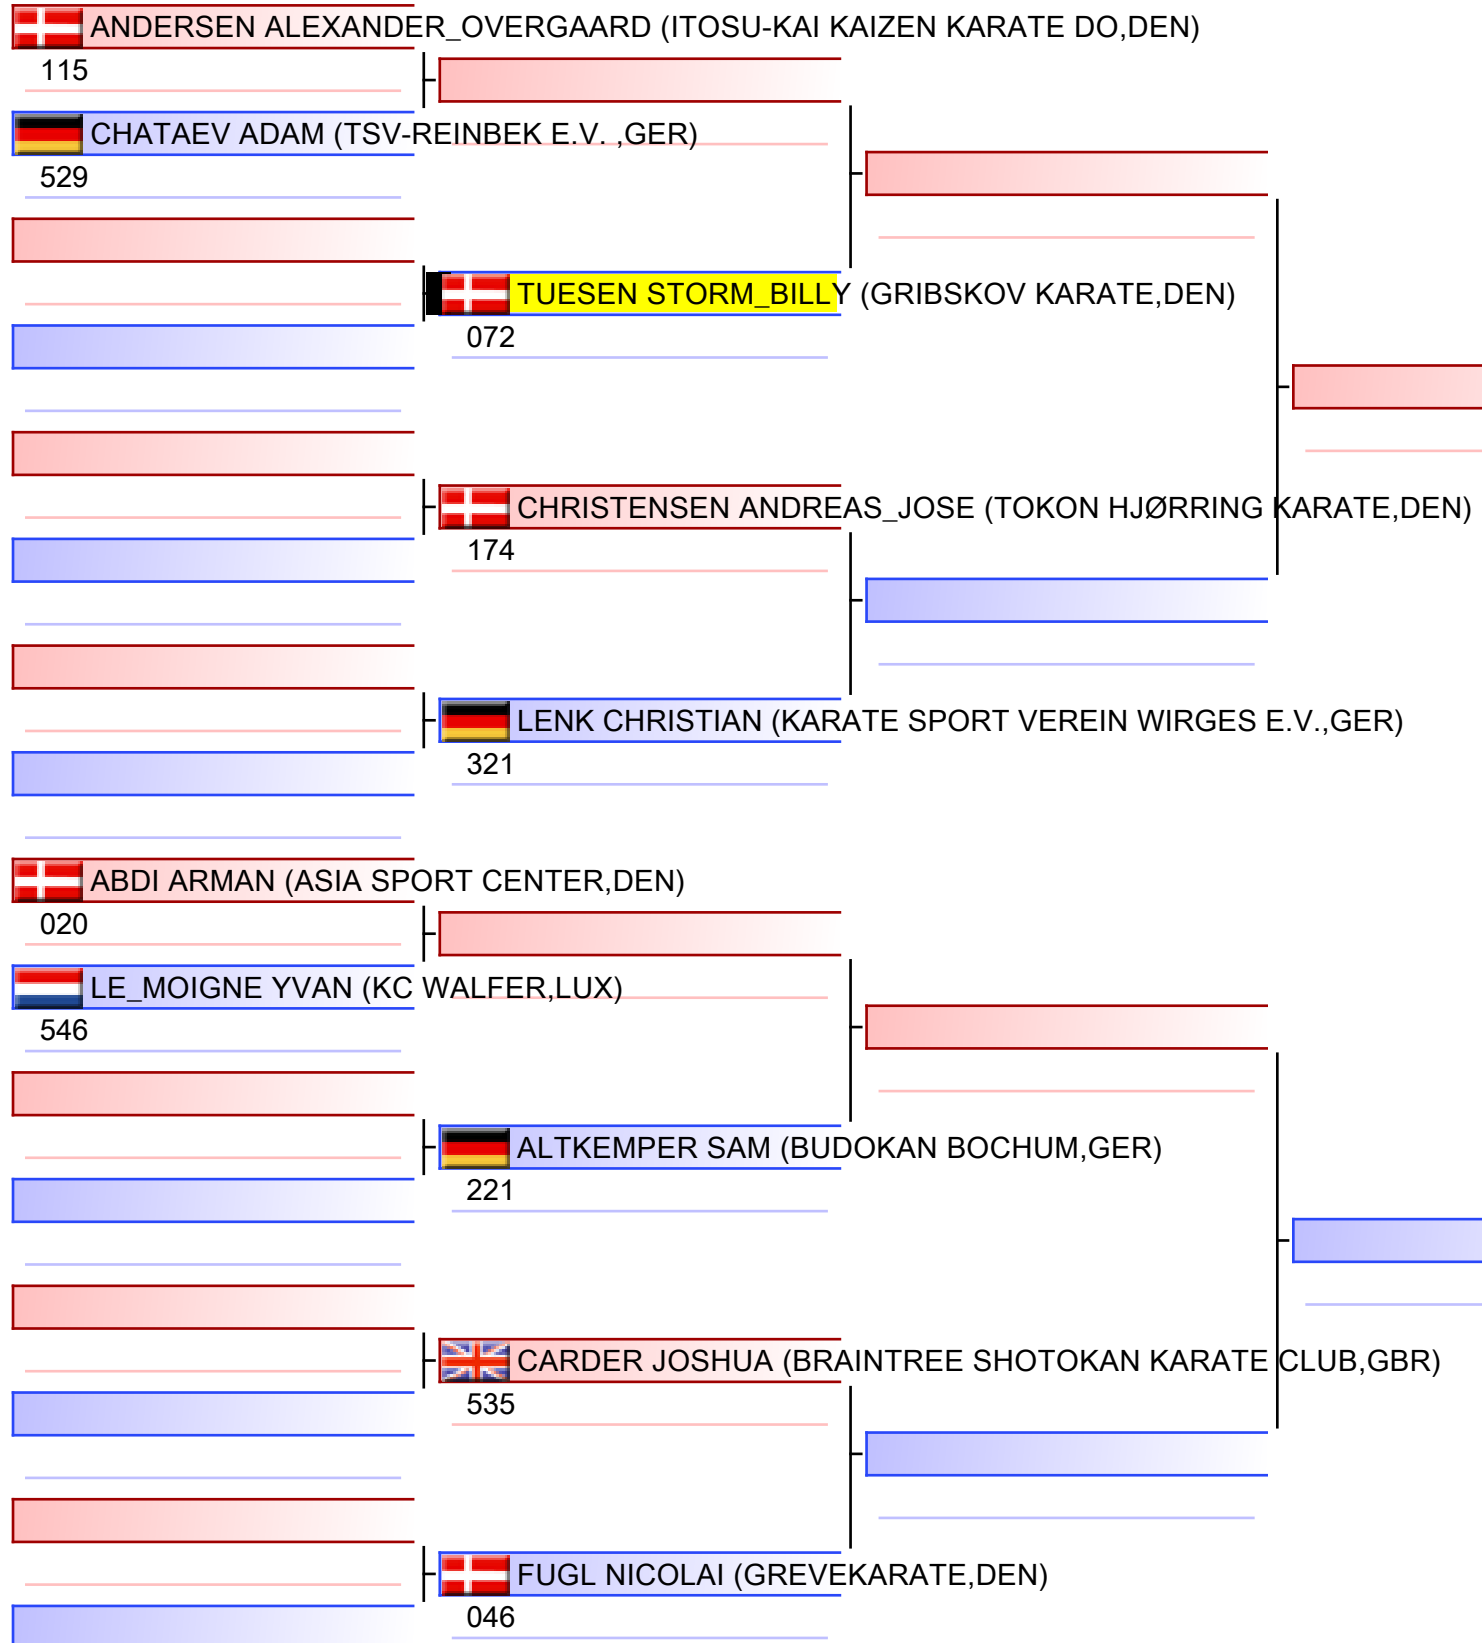 ANDERSEN ALEXANDER_OVERGAARD (ITOSU-KAI KAIZEN KARATE DO,DEN)
115
CHATAEV ADAM (TSV-REINBEK E.V. ,GER)
529
TUESEN STORM_BILLY (GRIBSKOV KARATE,DEN)
072
CHRISTENSEN ANDREAS_JOSE (TOKON HJØRRING KARATE,DEN)
174
LENK CHRISTIAN (KARATE SPORT VEREIN WIRGES E.V.,GER)
321
ABDI ARMAN (ASIA SPORT CENTER,DEN)
020
LE_MOIGNE YVAN (KC WALFER,LUX)
546
ALTKEMPER SAM (BUDOKAN BOCHUM,GER)
221
CARDER JOSHUA (BRAINTREE SHOTOKAN KARATE CLUB,GBR)
535
FUGL NICOLAI (GREVEKARATE,DEN)
046